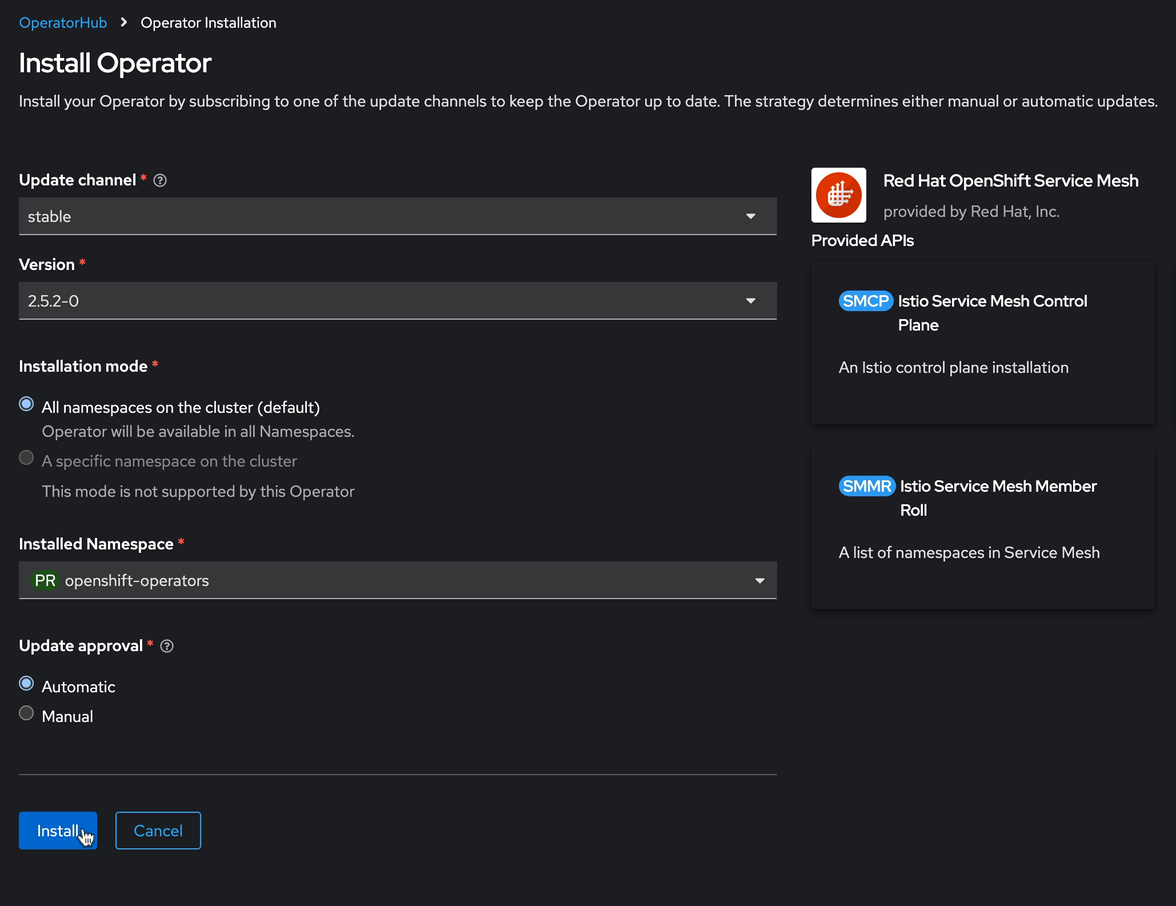 OperatorHub > Operator Installation
Install Operator
Install your Operator by subscribing to one of the update channels to keep the Operator up to date. The strategy determines either manual or automatic updates.
Update channel *
stable
Version *
2.5.2-0
Installation mode *
All namespaces on the cluster (default)
Operator will be available in all Namespaces.
A specific namespace on the cluster
This mode is not supported by this Operator
Installed Namespace *
PR openshift-operators
Update approval *
Automatic
Manual
Install
Cancel
Red Hat OpenShift Service Mesh
provided by Red Hat, Inc.
Provided APIs
SMCP Istio Service Mesh Control
Plane
An Istio control plane installation
SMMR Istio Service Mesh Member
Roll
A list of namespaces in Service Mesh